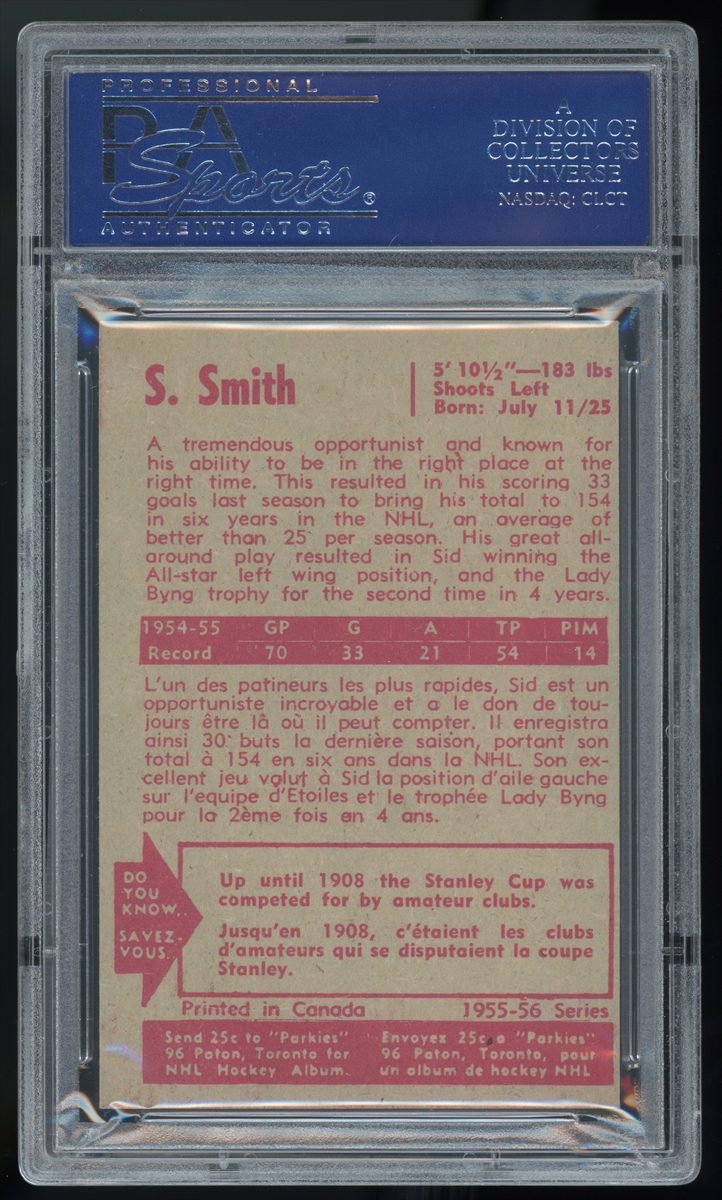 PROFESSIONAL
PSA
Sports®
AUTHENTICATOR
A
DIVISION OF
COLLECTORS
UNIVERSE
NASDAQ: CLCT
S. Smith
5' 10½"—183 lbs
Shoots Left
Born: July 11/25
A tremendous opportunist and known for
his ability to be in the right place at the
right time. This resulted in his scoring 33
goals last season to bring his total to 154
in six years in the NHL, an average of
better than 25 per season. His great all-
around play resulted in Sid winning the
All-star left wing position, and the Lady
Byng trophy for the second time in 4 years.
1954-55 GP G A TP PIM
Record 70 33 21 54 14
L'un des patineurs les plus rapides, Sid est un
opportuniste incroyable et a le don de tou-
jours être là où il peut compter. Il enregistra
ainsi 30 buts la dernière saison, portant son
total à 154 en six ans dans la NHL. Son ex-
cellent jeu valut à Sid la position d'aile gauche
sur l'equipe d'Etoiles et le trophée Lady Byng
pour la 2ème fois en 4 ans.
DO
YOU
KNOW..
SAVEZ-
VOUS..
Up until 1908 the Stanley Cup was
competed for by amateur clubs.
Jusqu'en 1908, c'étaient les clubs
d'amateurs qui se disputaient la coupe
Stanley.
Printed in Canada 1955-56 Series
Send 25c to "Parkies"
96 Paton, Toronto for
NHL Hockey Album.
Envoyez 25c a "Parkies"
96 Paton, Toronto, pour
un album de hockey NHL